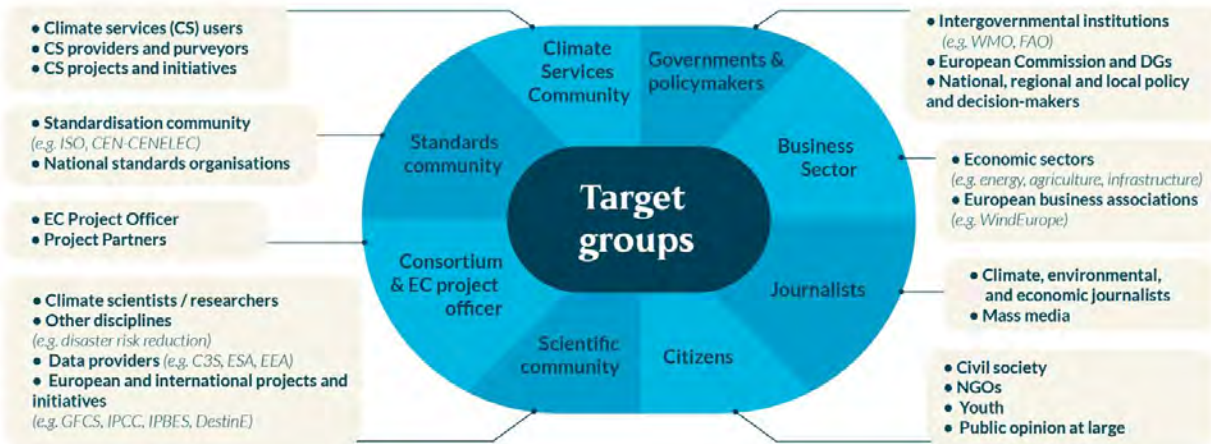 ● Climate services (CS) users
● CS providers and purveyors
● CS projects and initiatives
● Standardisation community
(e.g. ISO, CEN-CENELEC)
● National standards organisations
● EC Project Officer
● Project Partners
● Climate scientists / researchers
● Other disciplines
(e.g. disaster risk reduction)
● Data providers (e.g. C3S, ESA, EEA)
● European and international projects and
initiatives
(e.g. GFCS, IPCC, IPBES, DestinE)
Climate
Services
Community
Governments &
policymakers
Standards
community
Business
Sector
Target
groups
Consortium
& EC project
officer
Journalists
Scientific
community
Citizens
● Intergovernmental institutions
(e.g. WMO, FAO)
● European Commission and DGs
● National, regional and local policy
and decision-makers
● Economic sectors
(e.g. energy, agriculture, infrastructure)
● European business associations
(e.g. WindEurope)
● Climate, environmental,
and economic journalists
● Mass media
● Civil society
● NGOs
● Youth
● Public opinion at large